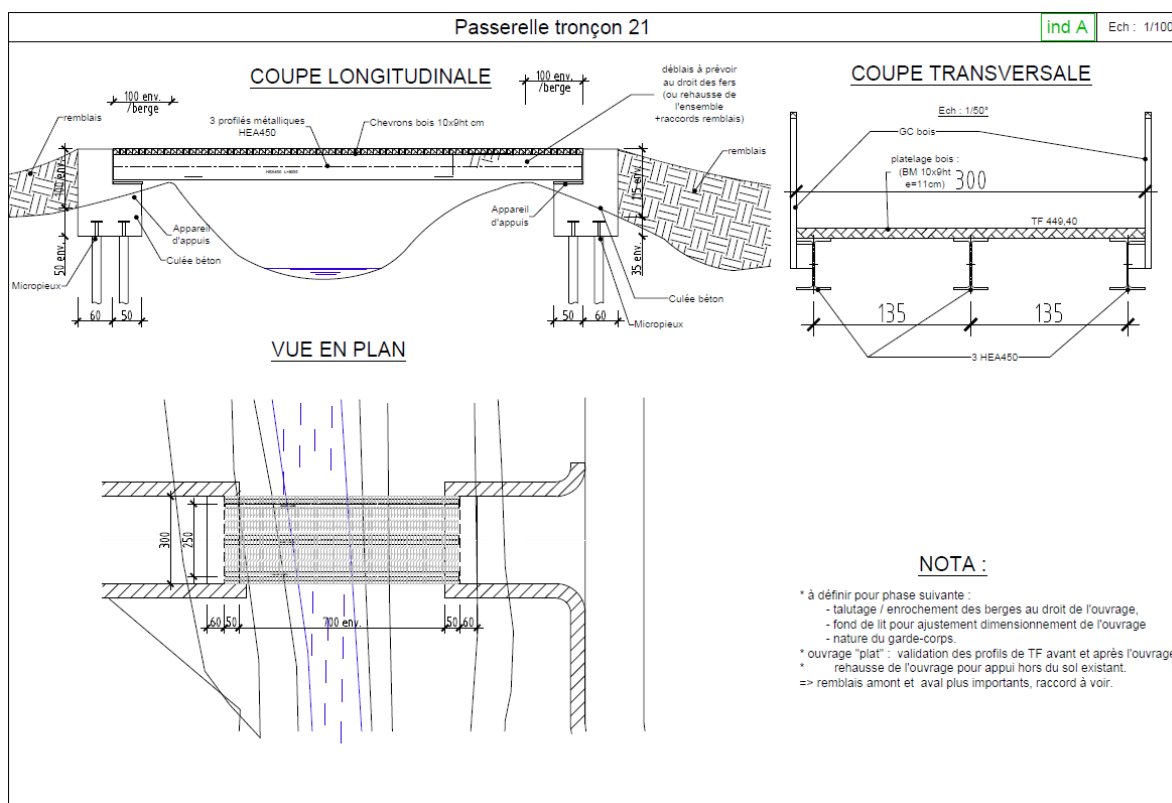 Passerelle tronçon 21
ind A
Ech : 1/100
COUPE LONGITUDINALE
100 env.
/berge
100 env.
/berge
remblais
3 profilés métalliques
HEA450
Chevrons bois 10x9ht cm
déblais à prévoir
au droit des fers
(ou rehausse de
l'ensemble
+raccords remblais)
remblais
100 env.
50 env.
115 env.
35 env.
Appareil
d'appuis
Appareil
d'appuis
Culée béton
Micropieux
Culée béton
Micropieux
60
50
50
60
COUPE TRANSVERSALE
Ech : 1/50°
GC bois
platelage bois :
(BM 10x9ht
e=11cm)
300
TF 449,40
135
135
3 HEA450
VUE EN PLAN
300
250
60
50
700 env.
50
60
NOTA :
* à définir pour phase suivante :
- talutage / enrochement des berges au droit de l'ouvrage,
- fond de lit pour ajustement dimensionnement de l'ouvrage
- nature du garde-corps.
* ouvrage "plat" : validation des profils de TF avant et après l'ouvrage
* rehausse de l'ouvrage pour appui hors du sol existant.
=> remblais amont et aval plus importants, raccord à voir.